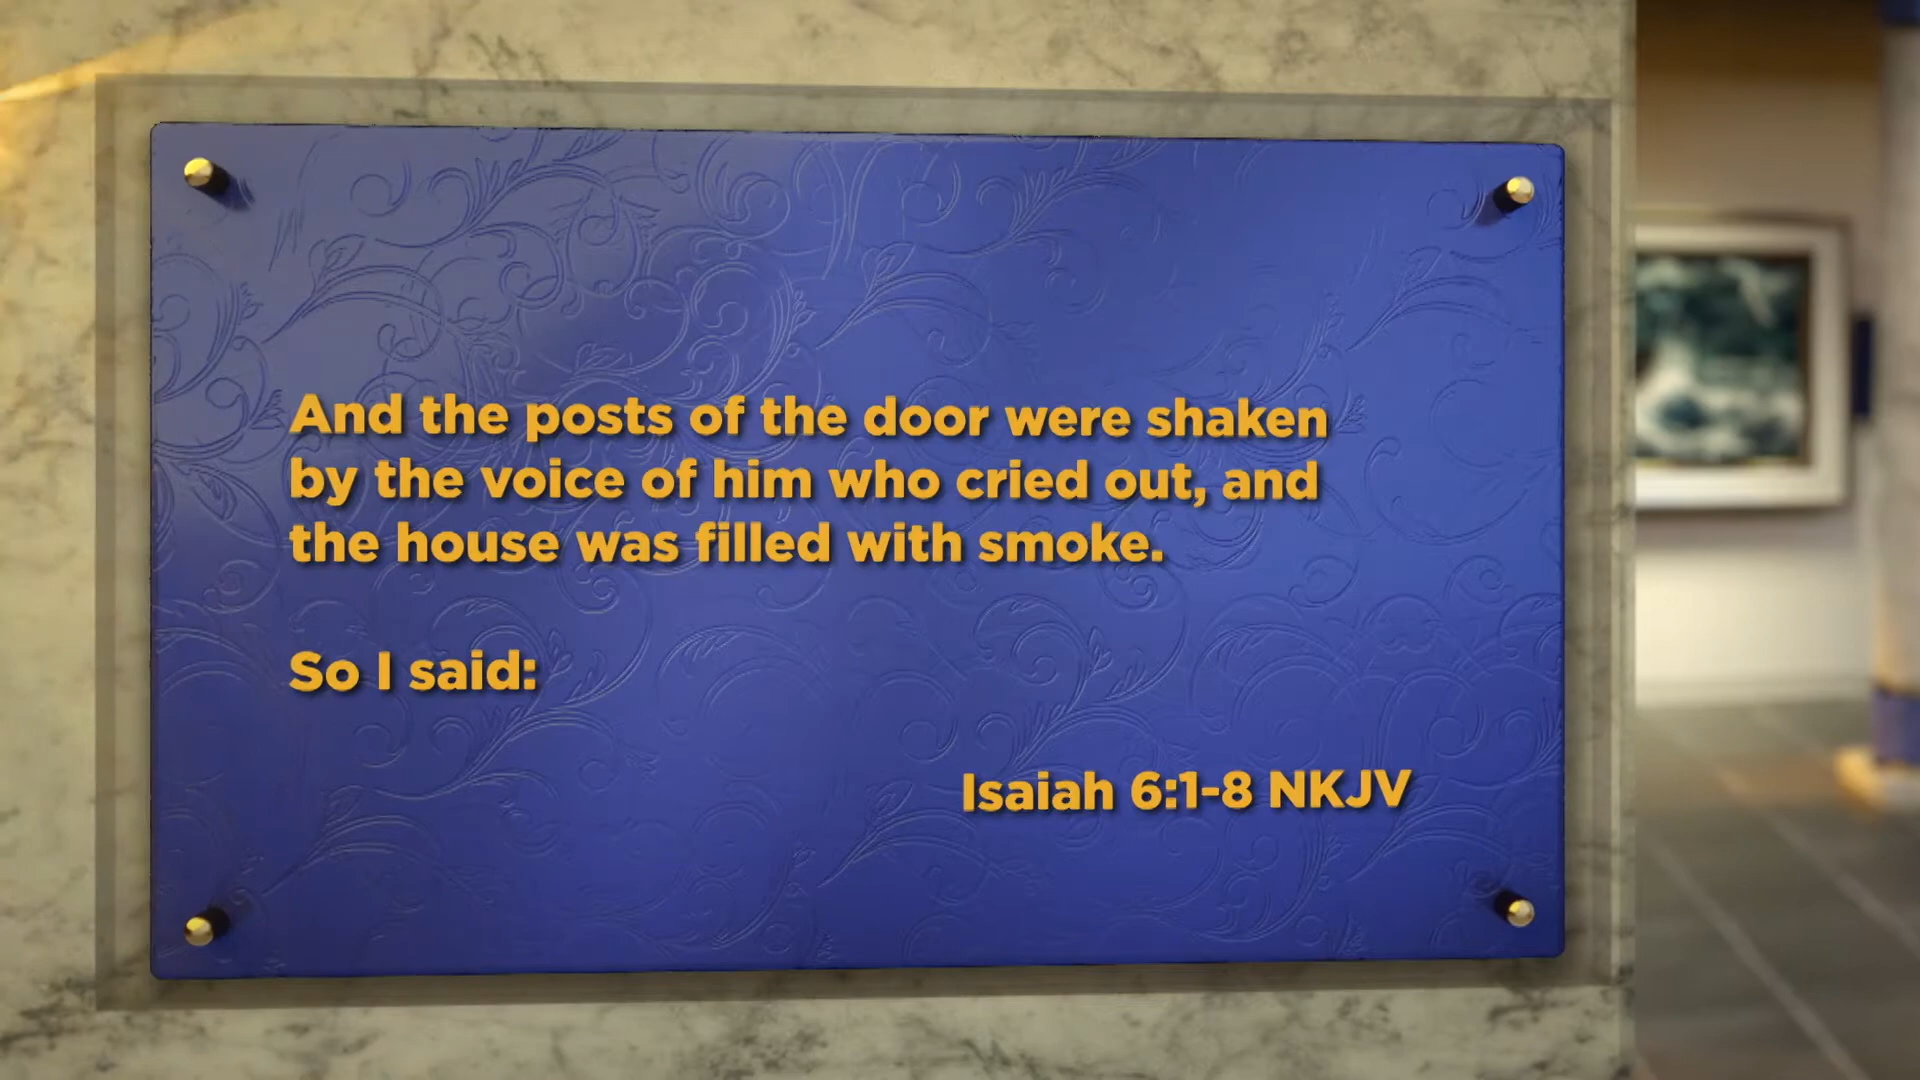 And the posts of the door were shaken
by the voice of him who cried out, and
the house was filled with smoke.
So I said:
Isaiah 6:1-8 NKJV